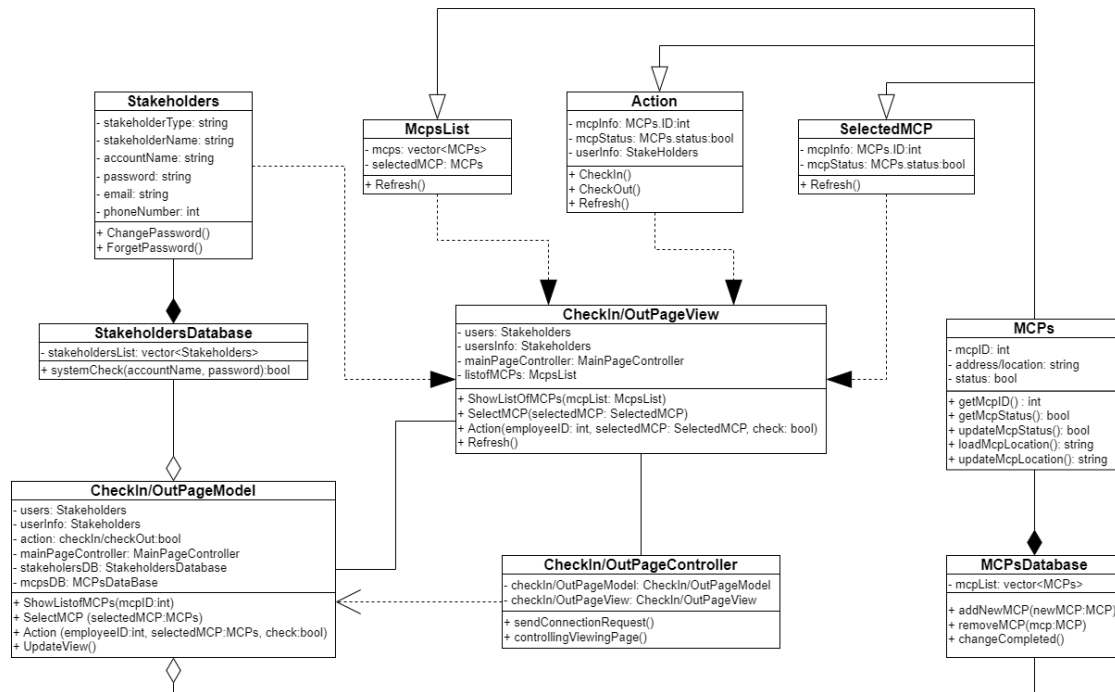 Stakeholders
- stakeholderType: string
- stakeholderName: string
- accountName: string
- password: string
- email: string
- phoneNumber: int
+ ChangePassword()
+ ForgetPassword()
McpsList
- mcps: vector<MCPs>
- selectedMCP: MCPs
+ Refresh()
Action
- mcpInfo: MCPs.ID:int
- mcpStatus: MCPs.status:bool
- userInfo: StakeHolders
+ CheckIn()
+ CheckOut()
+ Refresh()
SelectedMCP
- mcpInfo: MCPs.ID:int
- mcpStatus: MCPs.status:bool
+ Refresh()
StakeholdersDatabase
- stakeholdersList: vector<Stakeholders>
+ systemCheck(accountName, password):bool
CheckIn/OutPageView
- users: Stakeholders
- usersInfo: Stakeholders
- mainPageController: MainPageController
- listofMCPs: McpsList
+ ShowListOfMCPs(mcpList: McpsList)
+ SelectMCP(selectedMCP: SelectedMCP)
+ Action(employeeID: int, selectedMCP: SelectedMCP, check: bool)
+ Refresh()
MCPs
- mcpID: int
- address/location: string
- status: bool
+ getMcpID() : int
+ getMcpStatus(): bool
+ updateMcpStatus(): bool
+ loadMcpLocation(): string
+ updateMcpLocation(): string
CheckIn/OutPageModel
- users: Stakeholders
- userInfo: Stakeholders
- action: checkIn/checkOut:bool
- mainPageController: MainPageController
- stakeholersDB: StakeholdersDatabase
- mcpsDB: MCPsDataBase
+ ShowListofMCPs(mcpID:int)
+ SelectMCP (selectedMCP:MCPs)
+ Action (employeeID:int, selectedMCP:MCPs, check:bool)
+ UpdateView()
CheckIn/OutPageController
- checkIn/OutPageModel: CheckIn/OutPageModel
- checkIn/OutPageView: CheckIn/OutPageView
+ sendConnectionRequest()
+ controllingViewingPage()
MCPsDatabase
- mcpList: vector<MCPs>
+ addNewMCP(newMCP:MCP)
+ removeMCP(mcp:MCP)
+ changeCompleted()